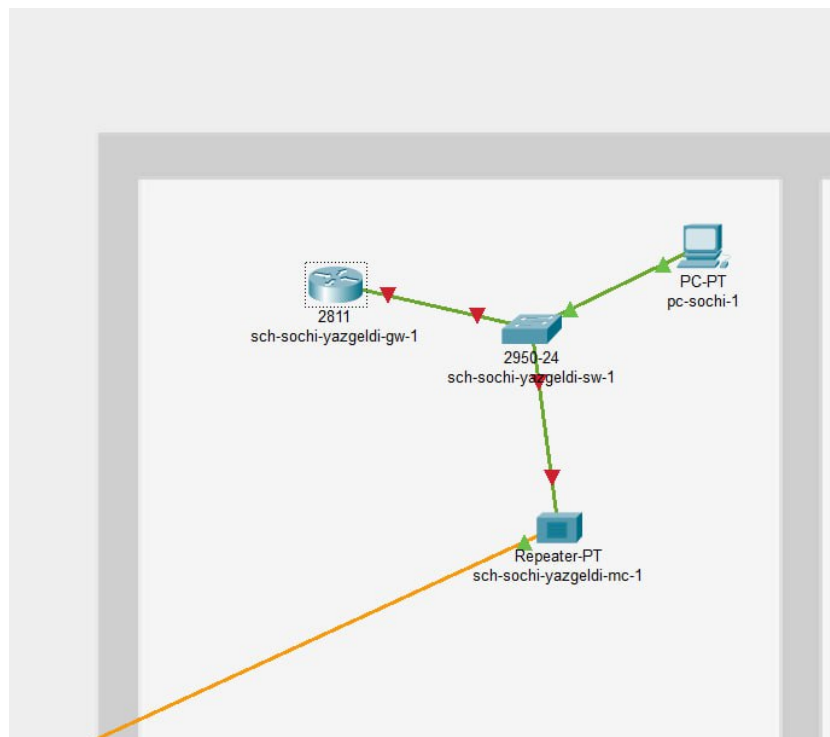 PC-PT
pc-sochi-1
2811
sch-sochi-yazgeldi-gw-1
2950-24
sch-sochi-yazgeldi-sw-1
Repeater-PT
sch-sochi-yazgeldi-mc-1